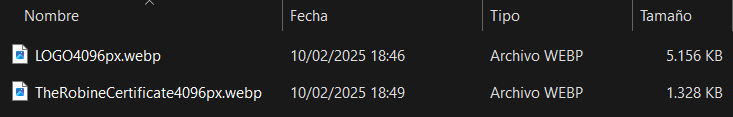 Nombre Fecha Tipo Tamaño
LOGO4096px.webp 10/02/2025 18:46 Archivo WEBP 5.156 KB
TheRobineCertificate4096px.webp 10/02/2025 18:49 Archivo WEBP 1.328 KB